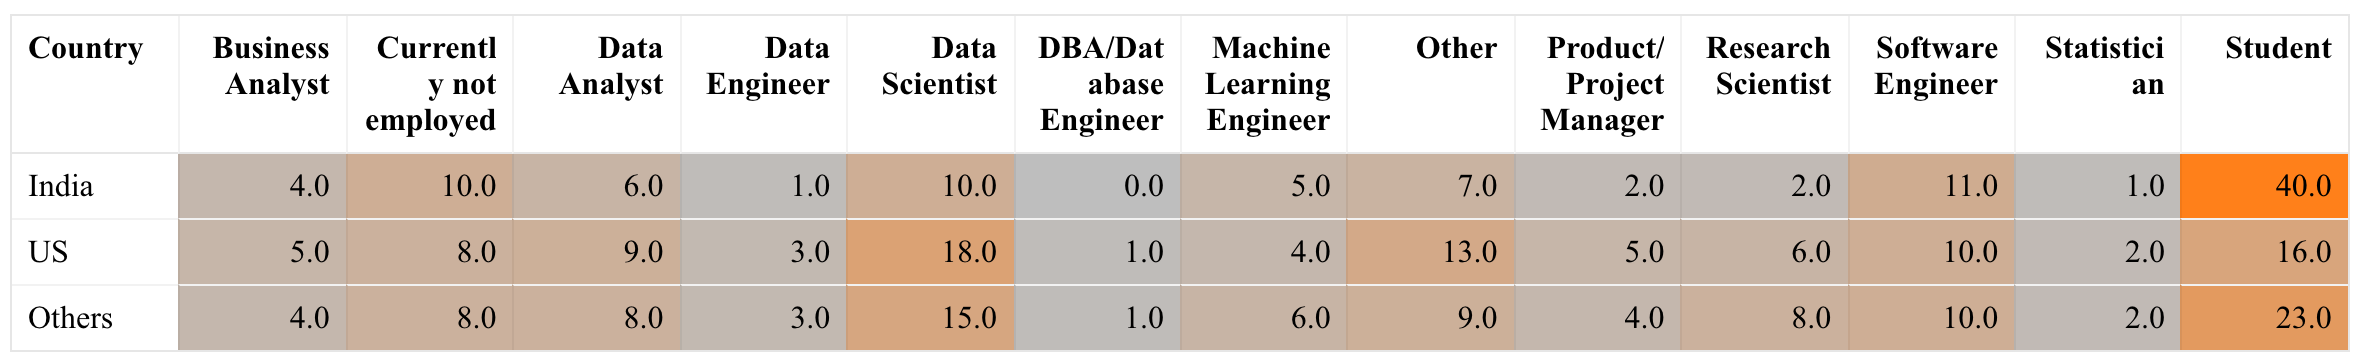 Country Business Currentl Data Data Data DBA/Dat Machine Other Product/ Research Software Statistici Student
Analyst y not Analyst Engineer Scientist abase Learning Project Scientist Engineer an
employed Engineer Engineer Manager
India 4.0 10.0 6.0 1.0 10.0 0.0 5.0 7.0 2.0 2.0 11.0 1.0 40.0
US 5.0 8.0 9.0 3.0 18.0 1.0 4.0 13.0 5.0 6.0 10.0 2.0 16.0
Others 4.0 8.0 8.0 3.0 15.0 1.0 6.0 9.0 4.0 8.0 10.0 2.0 23.0